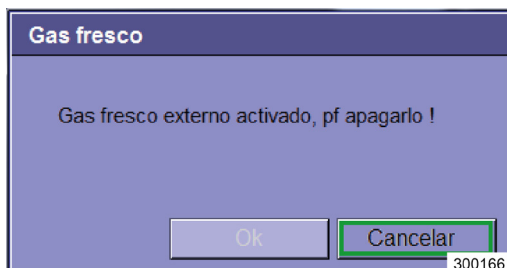 Gas fresco
Gas fresco externo activado, pf apagarlo !
Ok
Cancelar
300166